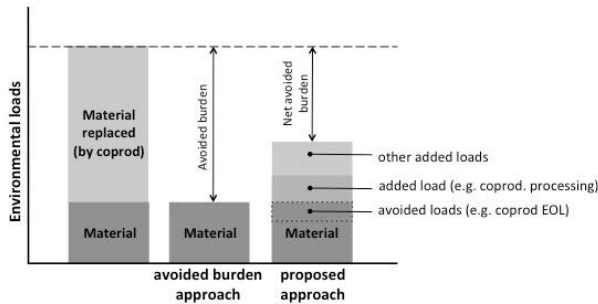 Environmental loads
Material
replaced
(by coprod)
Material
Avoided burden
Material
Net avoided
burden
Material
other added loads
added load (e.g. coprod. processing)
avoided loads (e.g. coprod EOL)
avoided burden
approach
proposed
approach